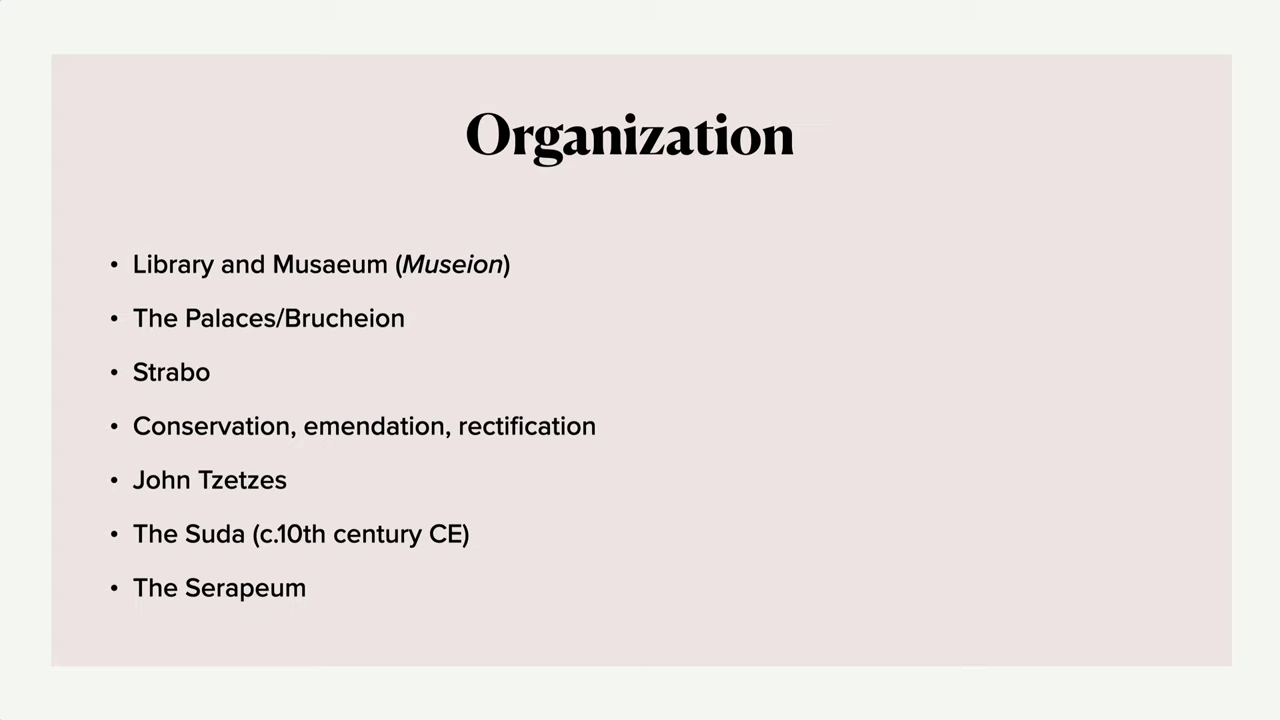 Organization
• Library and Musaeum (Museion)
• The Palaces/Brucheion
• Strabo
• Conservation, emendation, rectification
• John Tzetzes
• The Suda (c.10th century CE)
• The Serapeum